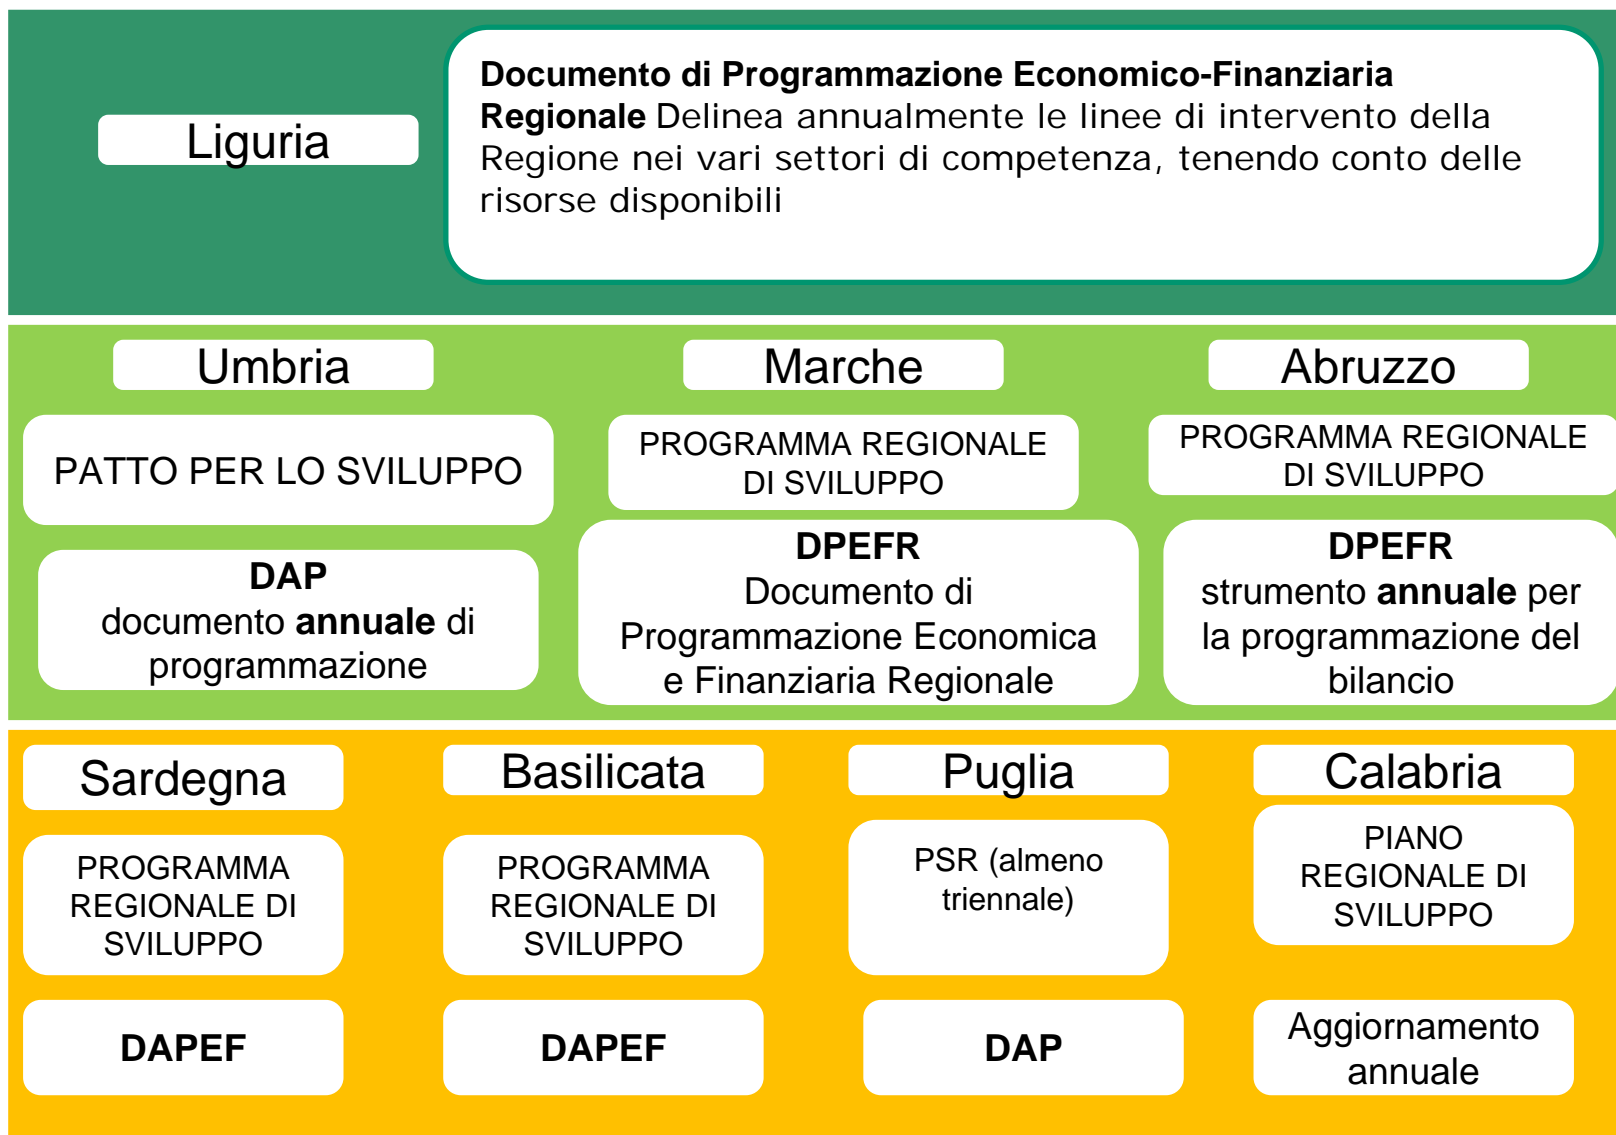 Liguria
Documento di Programmazione Economico-Finanziaria
Regionale Delinea annualmente le linee di intervento della
Regione nei vari settori di competenza, tenendo conto delle
risorse disponibili
Umbria
PATTO PER LO SVILUPPO
DAP
documento annuale di
programmazione
Marche
PROGRAMMA REGIONALE
DI SVILUPPO
DPEFR
Documento di
Programmazione Economica
e Finanziaria Regionale
Abruzzo
PROGRAMMA REGIONALE
DI SVILUPPO
DPEFR
strumento annuale per
la programmazione del
bilancio
Sardegna
PROGRAMMA
REGIONALE DI
SVILUPPO
DAPEF
Basilicata
PROGRAMMA
REGIONALE DI
SVILUPPO
DAPEF
Puglia
PSR (almeno
triennale)
DAP
Calabria
PIANO
REGIONALE DI
SVILUPPO
Aggiornamento
annuale